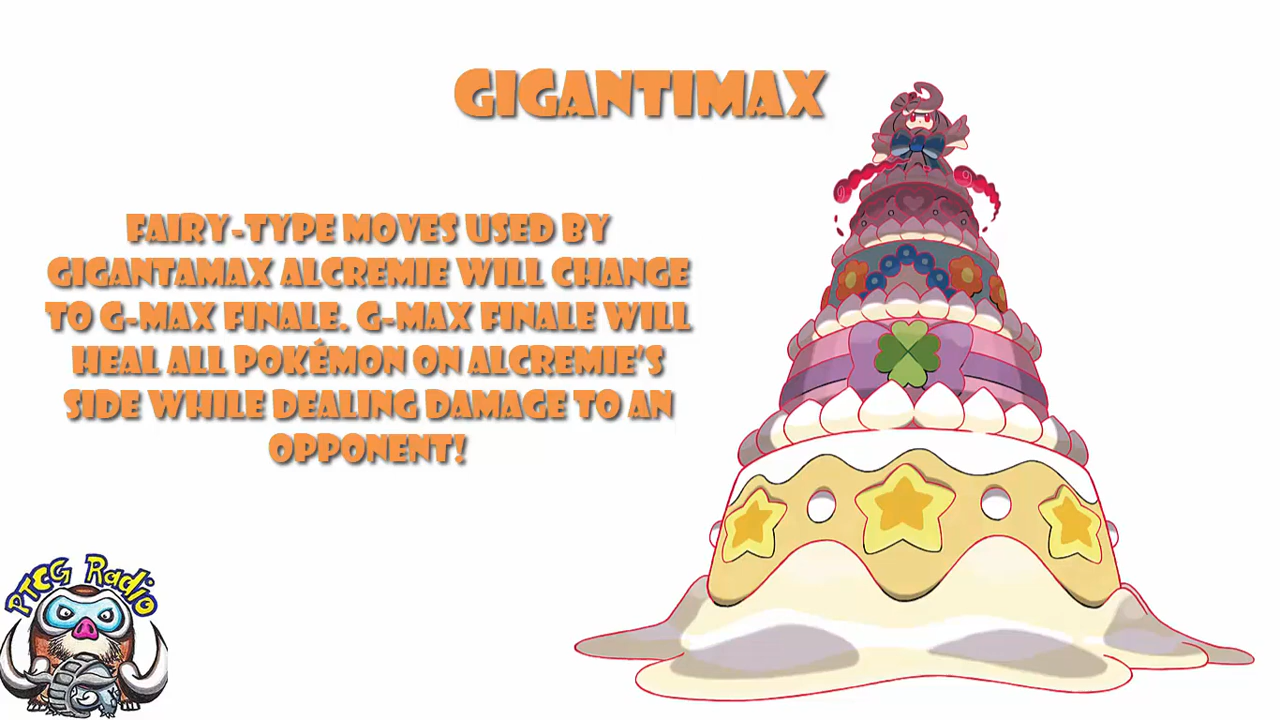 GIGANTIMAX
FAIRY-TYPE MOVES USED BY
GIGANTAMAX ALCREMIE WILL CHANGE
TO G-MAX FINALE. G-MAX FINALE WILL
HEAL ALL POKÉMON ON ALCREMIE'S
SIDE WHILE DEALING DAMAGE TO AN
OPPONENT!
PTCG Radio